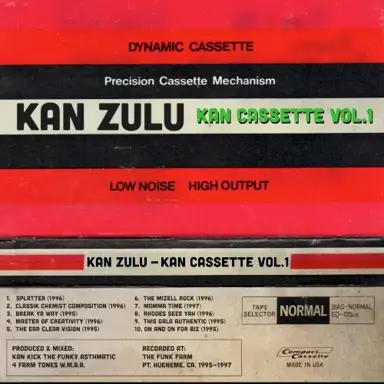 DYNAMIC CASSETTE
Precision Cassette Mechanism
KAN ZULU KAN CASSETTE VOL.1
LOW NOISE HIGH OUTPUT
KAN ZULU – KAN CASSETTE VOL.1
1. SPLATTER (1996)
2. CLASSIK CHEMIST COMPOSITION (1996)
3. BREAK YA WAY (1995)
4. MASTER OF CREATIVITY (1996)
5. THE EAR CLEAR VISION (1995)
6. THE MIZELL ROCK (1996)
7. MOMMA TIME (1997)
8. RHODES SEES YAH (1996)
9. THIS GALA AUTHENTIC (1995)
10. ON AND ON FOR BIZ (1995)
TAPE SELECTOR
NORMAL
BIAS-NORMAL
EQ-120µs
PRODUCED & MIXED:
KAN KICK THE FUNKY ASTHMATIC
4 FARM TONES W.M.A.A.
RECORDED AT:
THE FUNK FARM
PT. HUENEME, CA. 1995-1997
Compact Cassette
MADE IN USA